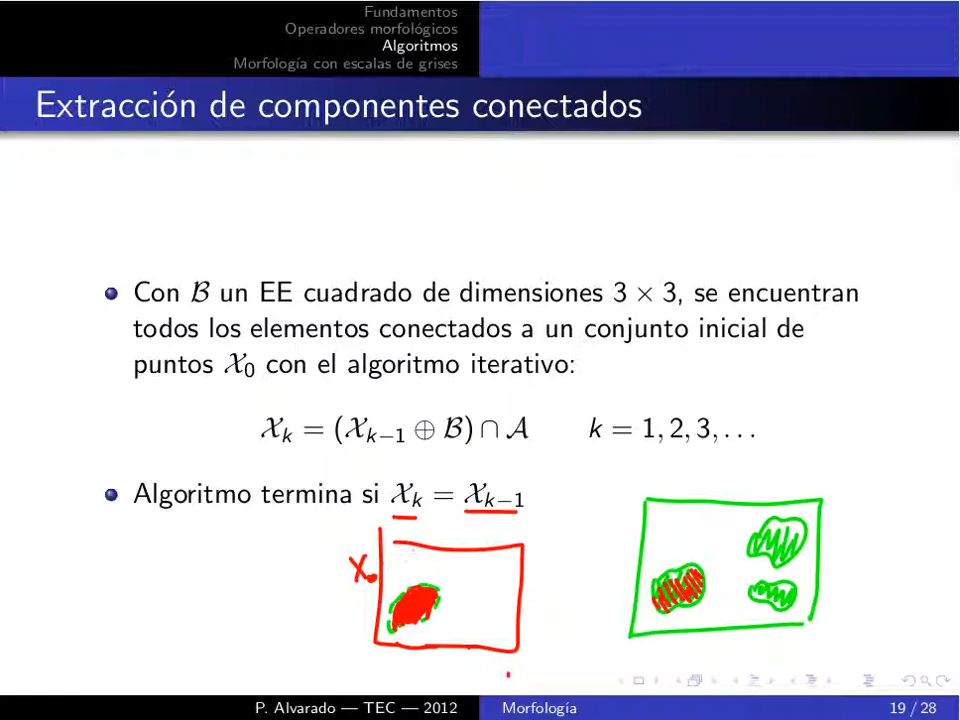 Fundamentos
Operadores morfológicos
Algoritmos
Morfología con escalas de grises
Extracción de componentes conectados
Con ℬ un EE cuadrado de dimensiones 3 × 3, se encuentran
todos los elementos conectados a un conjunto inicial de
puntos 𝒳₀ con el algoritmo iterativo:
𝒳ₖ = (𝒳ₖ₋₁ ⊕ ℬ) ∩ 𝒜 k = 1, 2, 3, . . .
Algoritmo termina si 𝒳ₖ = 𝒳ₖ₋₁
X₀
P. Alvarado — TEC — 2012 Morfología 19 / 28